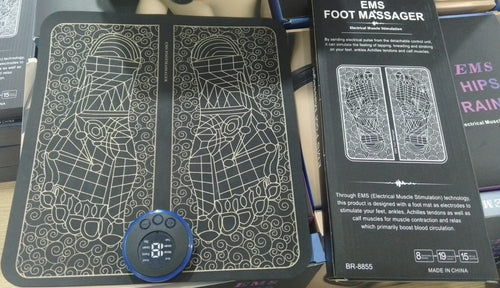 EMS
FOOT MASSAGER
Electrical Muscle Stimulation
By sending electrical pulse from the detachable control unit,
it can simulate the feeling of tapping, kneading and stroking
on your feet, ankles Achilles tendons and calf muscles.
Through EMS (Electrical Muscle Stimulation) technology,
this product is designed with a foot mat as electrodes to
stimulate your feet, ankles, Achilles tendons as well as
calf muscles for muscle contraction and relax
which primarily boost blood circulation.
8
19
15
BR-8855
MADE IN CHINA
EMS
HIPS
RAIN
lectrical Muscl
EMS
15